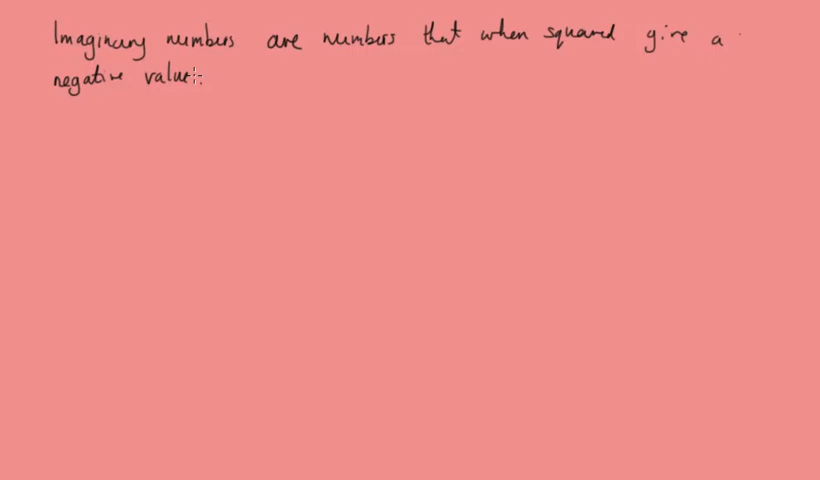 Imaginary numbers are numbers that when squared give a
negative value.